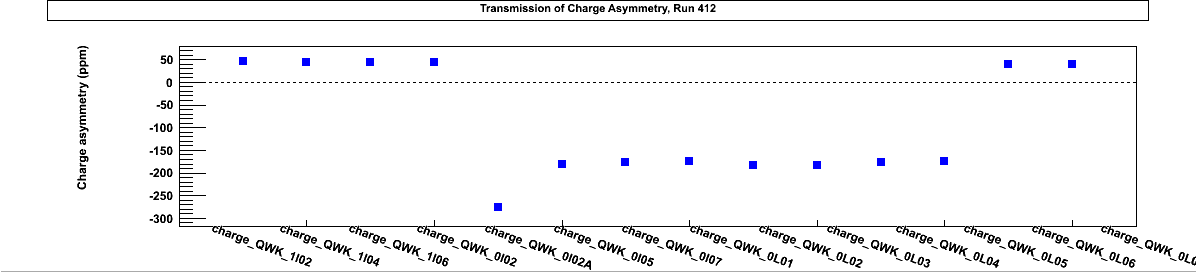 Transmission of Charge Asymmetry, Run 412
Charge asymmetry (ppm)
50
0
-50
-100
-150
-200
-250
-300
charge_QWK_1I02
charge_QWK_1I04
charge_QWK_1I06
charge_QWK_0I02
charge_QWK_0I02A
charge_QWK_0I05
charge_QWK_0I07
charge_QWK_0L01
charge_QWK_0L02
charge_QWK_0L03
charge_QWK_0L04
charge_QWK_0L05
charge_QWK_0L06